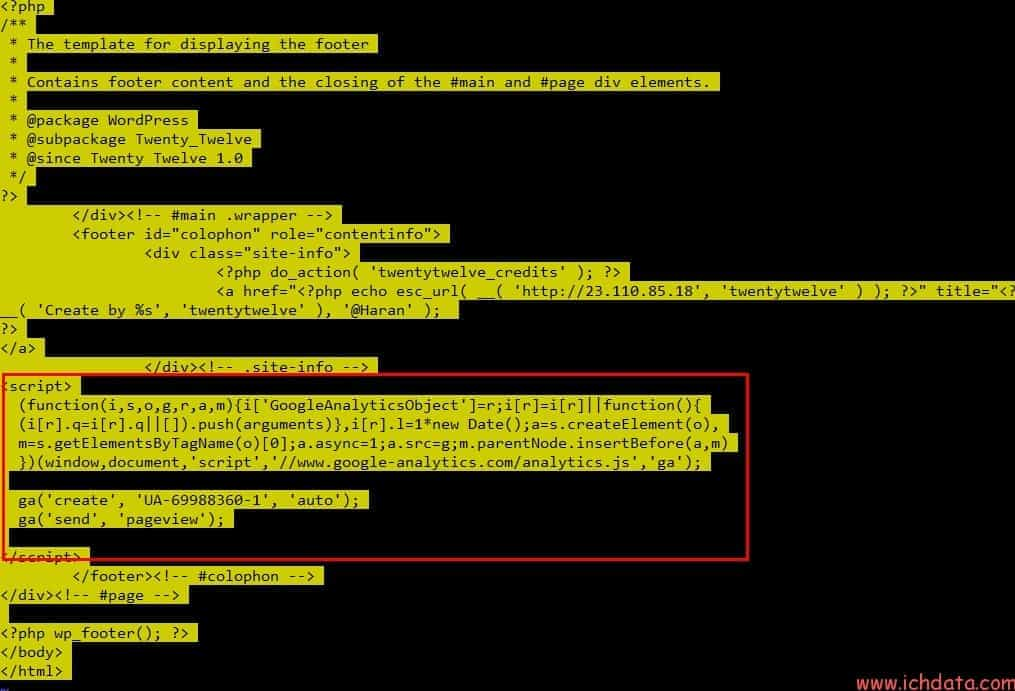 <?php
/**
 * The template for displaying the footer
 *
 * Contains footer content and the closing of the #main and #page div elements.
 *
 * @package WordPress
 * @subpackage Twenty_Twelve
 * @since Twenty Twelve 1.0
 */
?>
        </div><!-- #main .wrapper -->
        <footer id="colophon" role="contentinfo">
                <div class="site-info">
                        <?php do_action( 'twentytwelve_credits' ); ?>
                        <a href="<?php echo esc_url( __( 'http://23.110.85.18', 'twentytwelve' ) ); ?>" title="<?
__( 'Create by %s', 'twentytwelve' ), '@Haran' );
?>
</a>
                </div><!-- .site-info -->
<script>
  (function(i,s,o,g,r,a,m){i['GoogleAnalyticsObject']=r;i[r]=i[r]||function(){
  (i[r].q=i[r].q||[]).push(arguments)},i[r].l=1*new Date();a=s.createElement(o),
  m=s.getElementsByTagName(o)[0];a.async=1;a.src=g;m.parentNode.insertBefore(a,m)
  })(window,document,'script','//www.google-analytics.com/analytics.js','ga');

  ga('create', 'UA-69988360-1', 'auto');
  ga('send', 'pageview');

</script>
        </footer><!-- #colophon -->
</div><!-- #page -->

<?php wp_footer(); ?>
</body>
</html>
www.ichdata.com